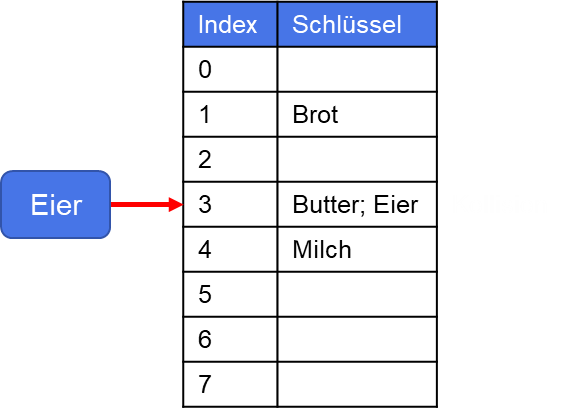 Index Schlüssel
0
1 Brot
2
Eier
3 Butter; Eier
4 Milch
5
6
7